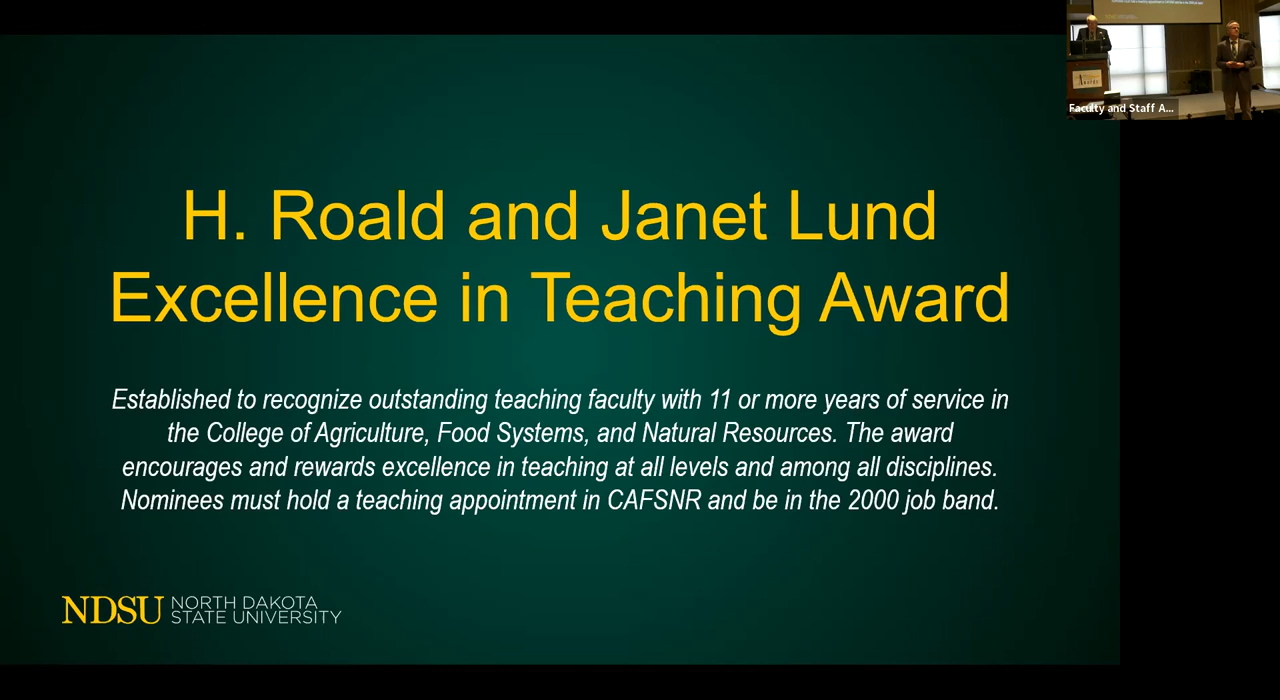 H. Roald and Janet Lund
Excellence in Teaching Award
Established to recognize outstanding teaching faculty with 11 or more years of service in
the College of Agriculture, Food Systems, and Natural Resources. The award
encourages and rewards excellence in teaching at all levels and among all disciplines.
Nominees must hold a teaching appointment in CAFSNR and be in the 2000 job band.
NDSU NORTH DAKOTA
STATE UNIVERSITY
Faculty and Staff A...